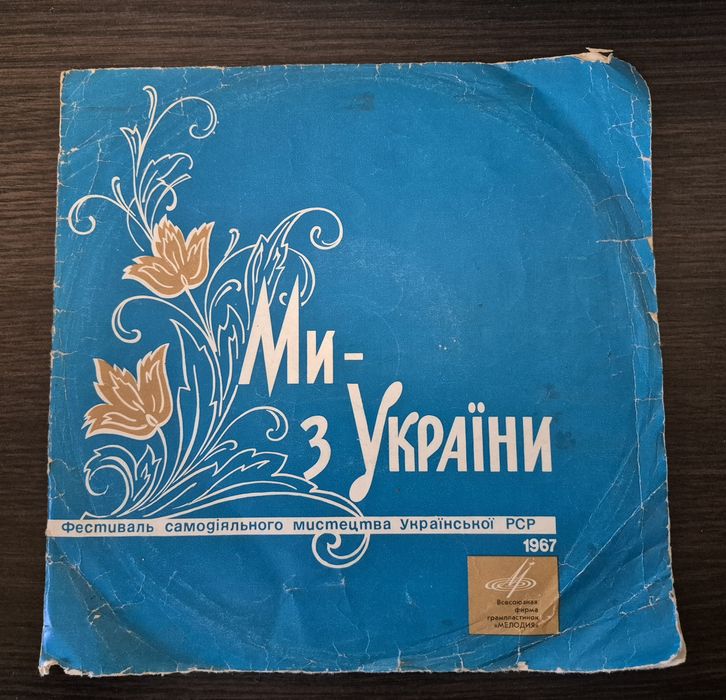 Ми -
з України
Фестиваль самодіяльного мистецтва Української РСР
1967
Всесоюзная
фирма
грампластинок
«МЕЛОДИЯ»